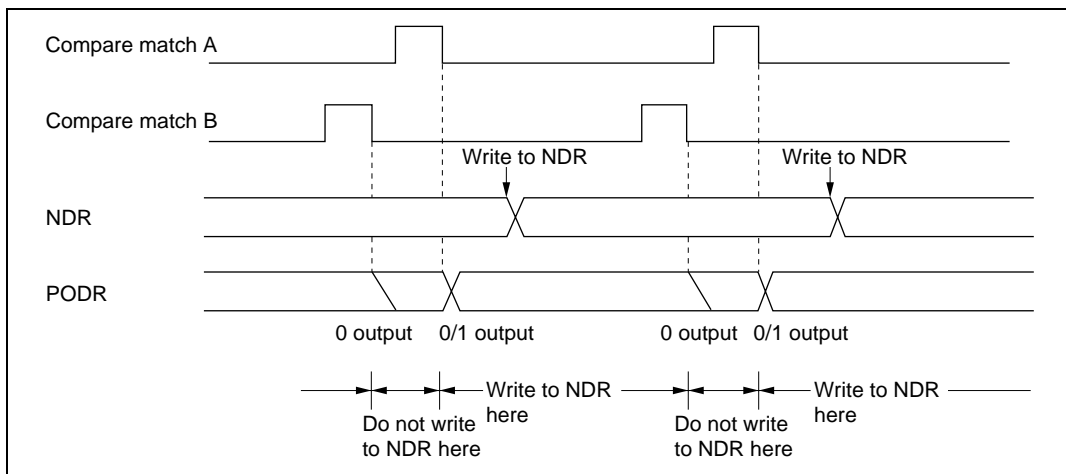 Compare match A
Compare match B
Write to NDR
Write to NDR
NDR
PODR
0 output
0/1 output
0 output
0/1 output
Write to NDR
here
Write to NDR
here
Do not write
to NDR here
Do not write
to NDR here